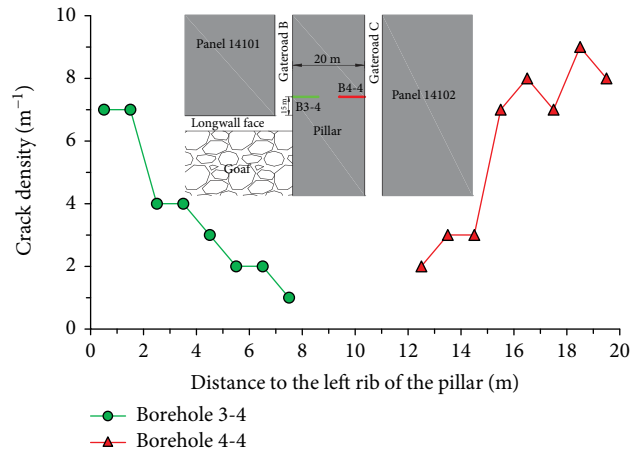 Crack density (m⁻¹)
10
8
6
4
2
0
Panel 14101
Gateroad B
20 m
Gateroad C
B4-4
Panel 14102
15 m
B3-4
Longwall face
Pillar
Goaf
0 2 4 6 8 10 12 14 16 18 20
Distance to the left rib of the pillar (m)
Borehole 3-4
Borehole 4-4